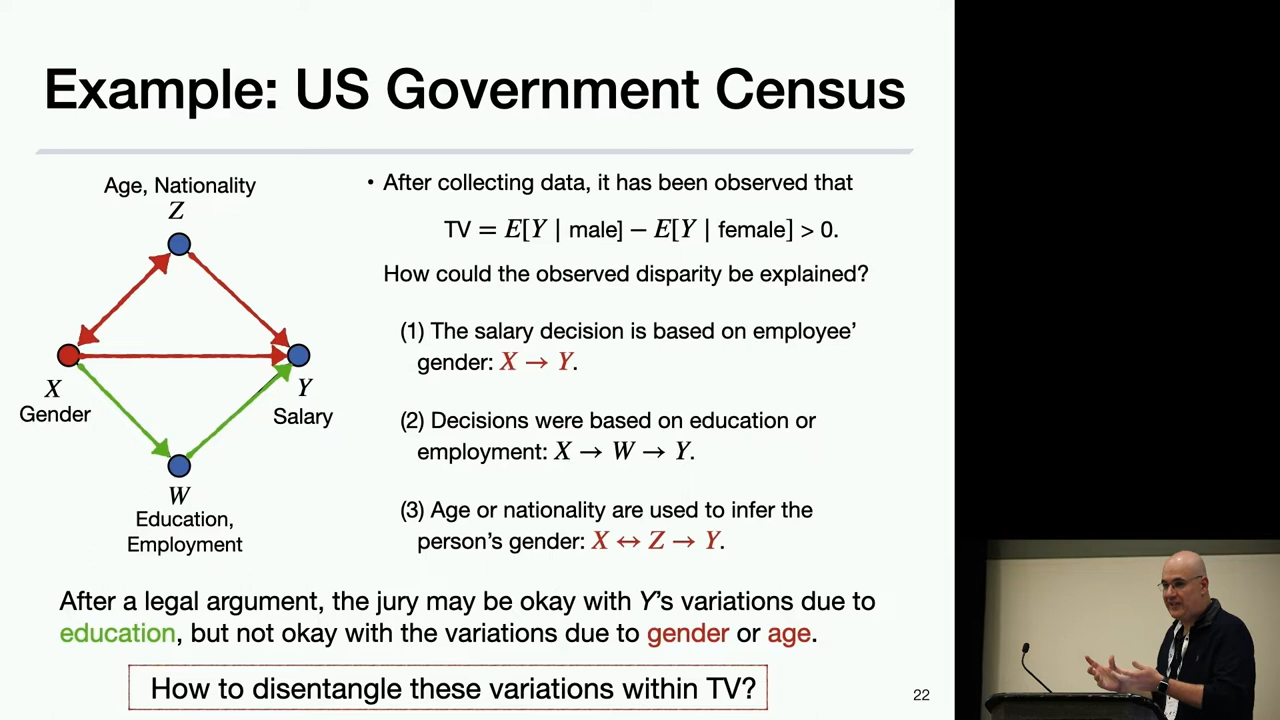 Example: US Government Census
Age, Nationality
Z
X
Gender
Y
Salary
W
Education,
Employment
• After collecting data, it has been observed that
TV = E[Y | male] − E[Y | female] > 0.
How could the observed disparity be explained?
(1) The salary decision is based on employee’
gender: X → Y.
(2) Decisions were based on education or
employment: X → W → Y.
(3) Age or nationality are used to infer the
person’s gender: X ↔ Z → Y.
After a legal argument, the jury may be okay with Y’s variations due to
education, but not okay with the variations due to gender or age.
How to disentangle these variations within TV?
22